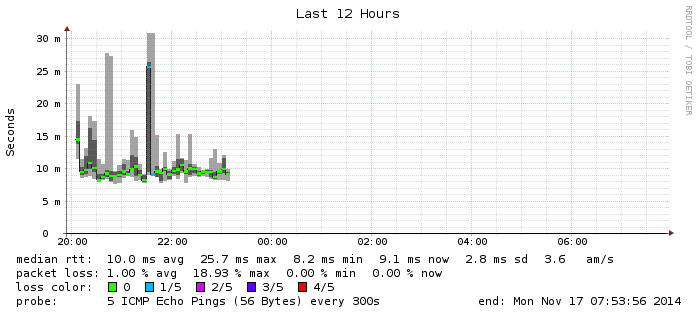 Last 12 Hours
RRDTOOL / TOBI OETIKER
Seconds
30 m
25 m
20 m
15 m
10 m
5 m
0
20:00 22:00 00:00 02:00 04:00 06:00
median rtt: 10.0 ms avg 25.7 ms max 8.2 ms min 9.1 ms now 2.8 ms sd 3.6 am/s
packet loss: 1.00 % avg 18.93 % max 0.00 % min 0.00 % now
loss color: 0 1/5 2/5 3/5 4/5
probe: 5 ICMP Echo Pings (56 Bytes) every 300s end: Mon Nov 17 07:53:56 2014